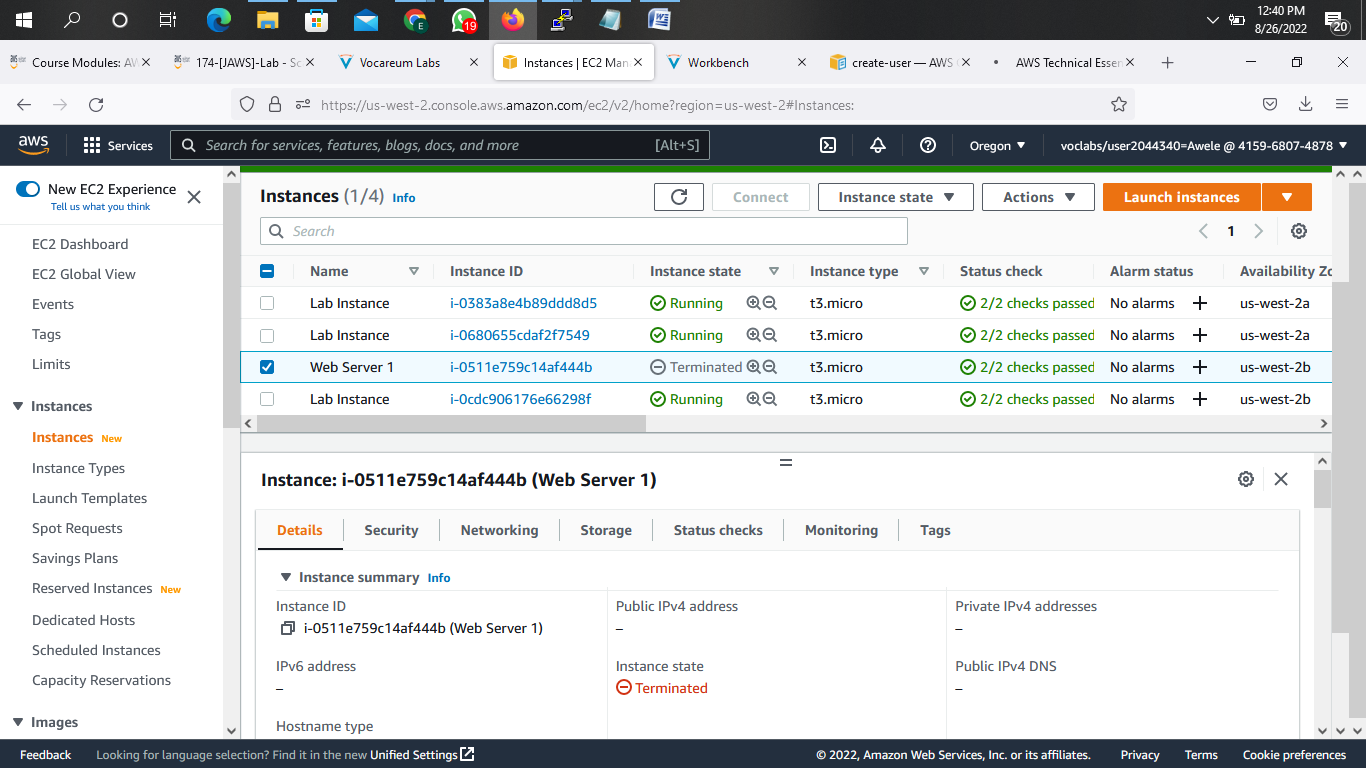 12:40 PM
8/26/2022
19
20
Course Modules: AW
174-[JAWS]-Lab - Sc
Vocareum Labs
Instances | EC2 Man
Workbench
create-user — AWS C
AWS Technical Essen
https://us-west-2.console.aws.amazon.com/ec2/v2/home?region=us-west-2#Instances:
aws
Services
Search for services, features, blogs, docs, and more
[Alt+S]
Oregon
voclabs/user2044340=Awele @ 4159-6807-4878
New EC2 Experience
Tell us what you think
EC2 Dashboard
EC2 Global View
Events
Tags
Limits
Instances
Instances New
Instance Types
Launch Templates
Spot Requests
Savings Plans
Reserved Instances New
Dedicated Hosts
Scheduled Instances
Capacity Reservations
Images
Instances (1/4) Info
Connect
Instance state
Actions
Launch instances
Search
1
Name Instance ID Instance state Instance type Status check Alarm status Availability Zo
Lab Instance i-0383a8e4b89ddd8d5 Running t3.micro 2/2 checks passed No alarms + us-west-2a
Lab Instance i-0680655cdaf2f7549 Running t3.micro 2/2 checks passed No alarms + us-west-2a
Web Server 1 i-0511e759c14af444b Terminated t3.micro 2/2 checks passed No alarms + us-west-2b
Lab Instance i-0cdc906176e66298f Running t3.micro 2/2 checks passed No alarms + us-west-2b
Instance: i-0511e759c14af444b (Web Server 1)
Details
Security
Networking
Storage
Status checks
Monitoring
Tags
Instance summary Info
Instance ID
i-0511e759c14af444b (Web Server 1)
Public IPv4 address
–
Private IPv4 addresses
–
IPv6 address
–
Instance state
Terminated
Public IPv4 DNS
–
Hostname type
Feedback
Looking for language selection? Find it in the new Unified Settings
© 2022, Amazon Web Services, Inc. or its affiliates.
Privacy
Terms
Cookie preferences